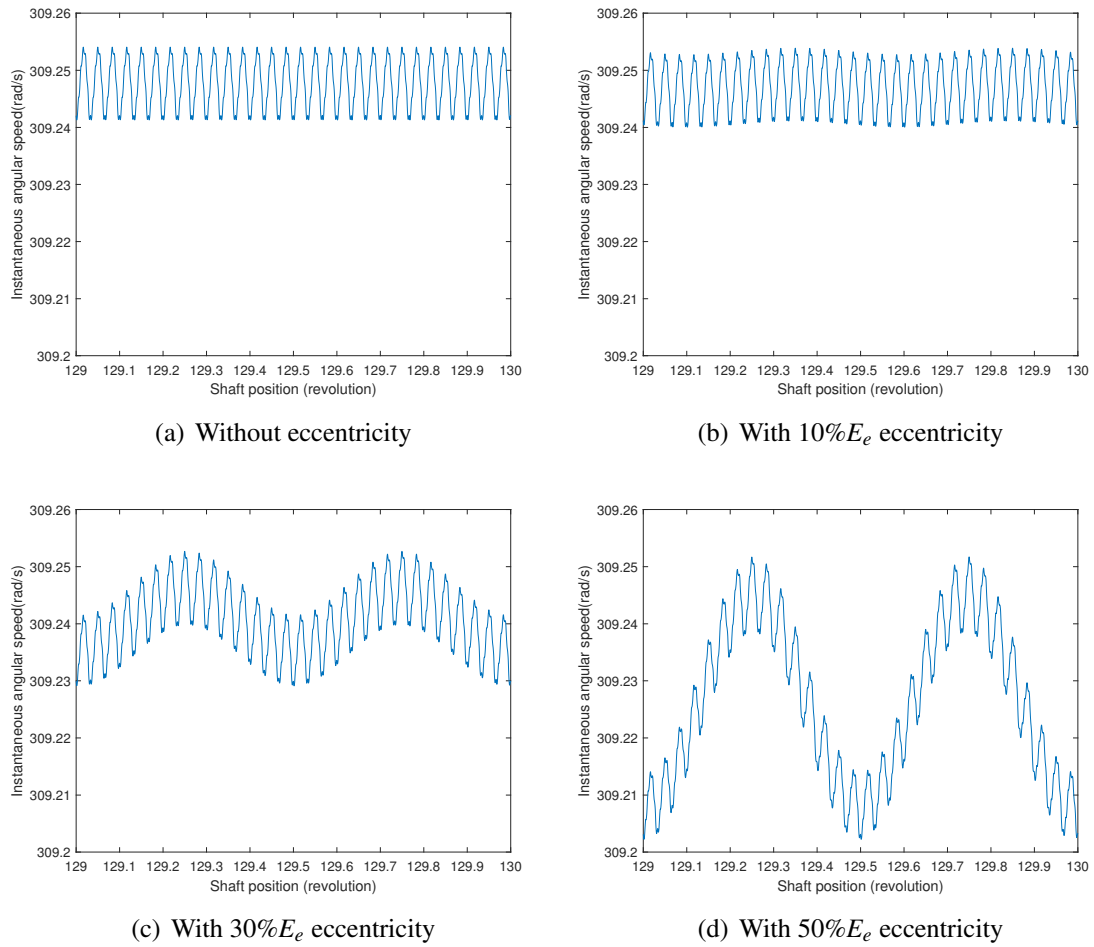 309.26
309.25
309.24
309.23
309.22
309.21
309.2
Instantaneous angular speed(rad/s)
129 129.1 129.2 129.3 129.4 129.5 129.6 129.7 129.8 129.9 130
Shaft position (revolution)
(a) Without eccentricity
309.26
309.25
309.24
309.23
309.22
309.21
309.2
Instantaneous angular speed(rad/s)
129 129.1 129.2 129.3 129.4 129.5 129.6 129.7 129.8 129.9 130
Shaft position (revolution)
(b) With 10%Ee eccentricity
309.26
309.25
309.24
309.23
309.22
309.21
309.2
Instantaneous angular speed(rad/s)
129 129.1 129.2 129.3 129.4 129.5 129.6 129.7 129.8 129.9 130
Shaft position (revolution)
(c) With 30%Ee eccentricity
309.26
309.25
309.24
309.23
309.22
309.21
309.2
Instantaneous angular speed(rad/s)
129 129.1 129.2 129.3 129.4 129.5 129.6 129.7 129.8 129.9 130
Shaft position (revolution)
(d) With 50%Ee eccentricity